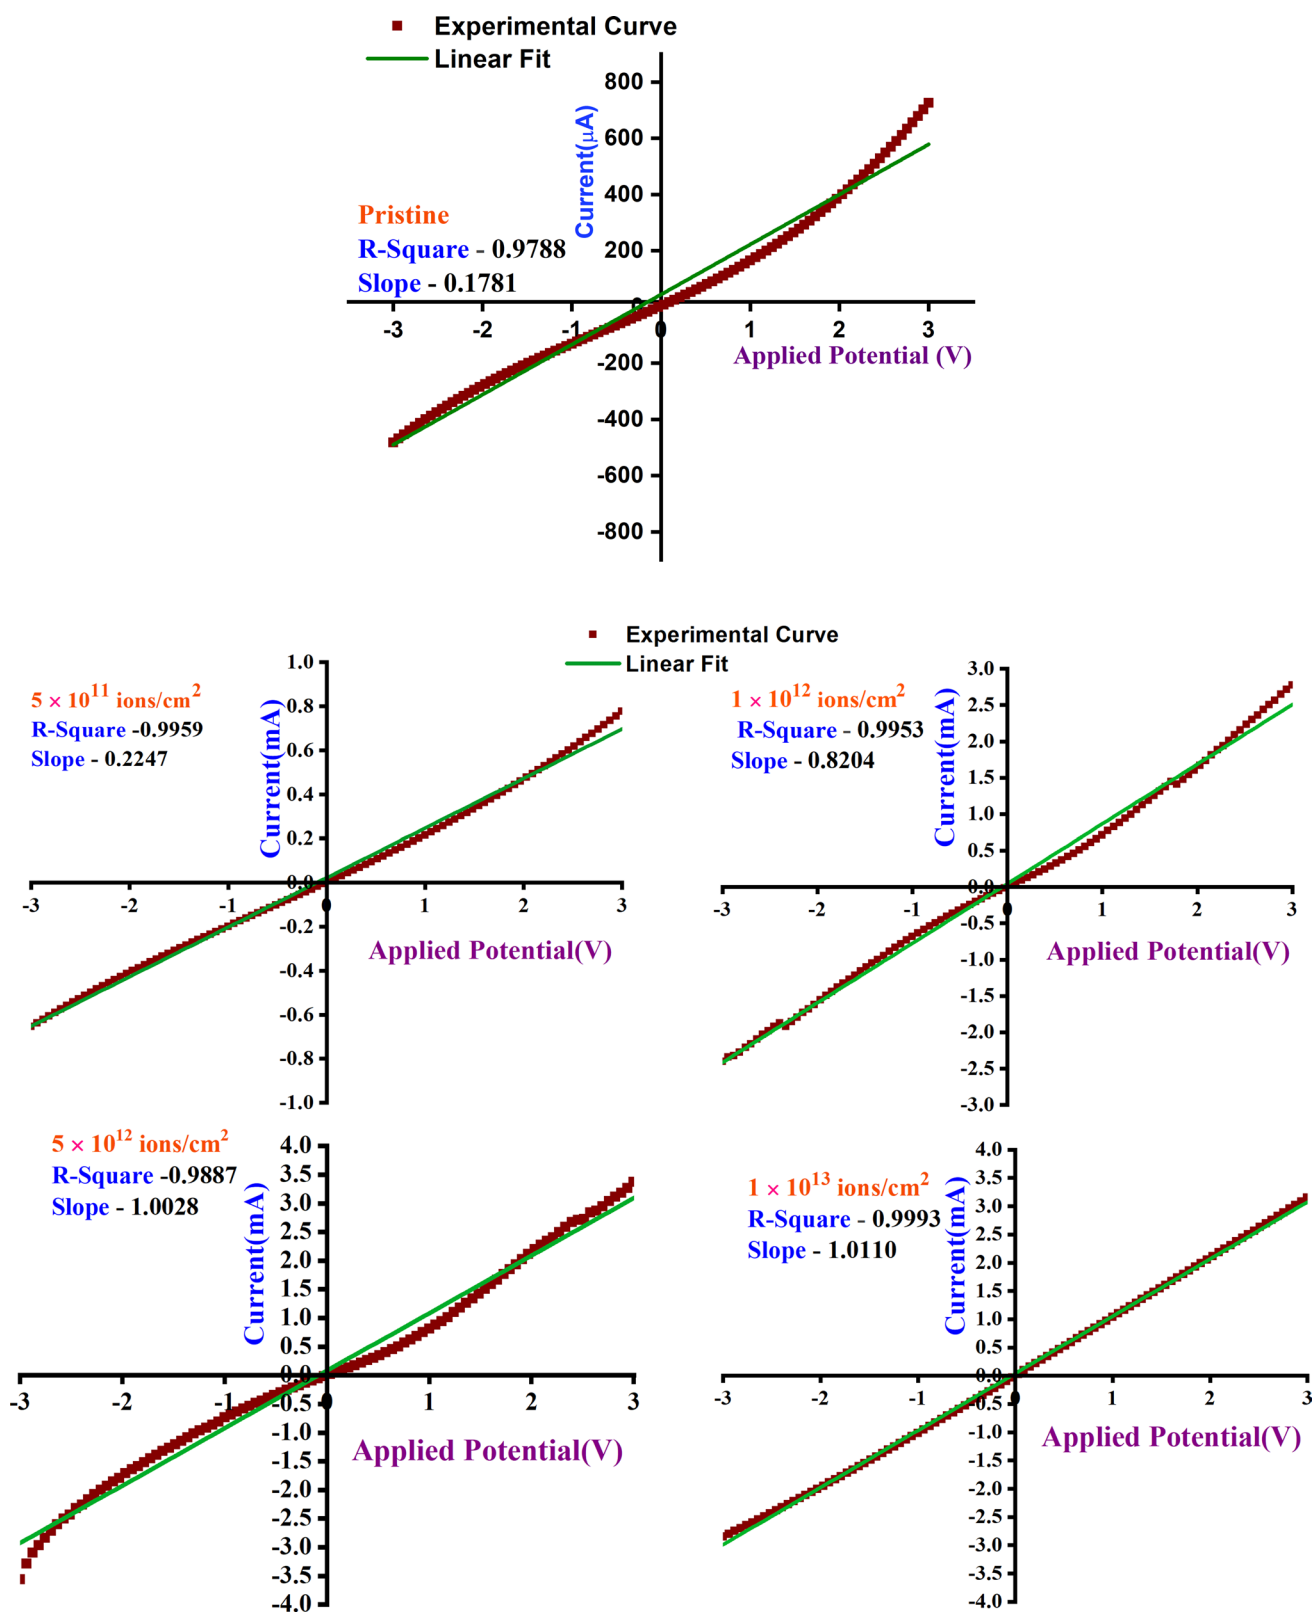 Experimental Curve
Linear Fit
800
600
400
200
0
-200
-400
-600
-800
Current(μA)
Pristine
R-Square - 0.9788
Slope - 0.1781
-3 -2 -1 0 1 2 3
Applied Potential (V)
Experimental Curve
Linear Fit
5 × 10^11 ions/cm^2
R-Square -0.9959
Slope - 0.2247
Current(mA)
1.0
0.8
0.6
0.4
0.2
0.0
-0.2
-0.4
-0.6
-0.8
-1.0
-3 -2 -1 0 1 2 3
Applied Potential(V)
1 × 10^12 ions/cm^2
R-Square - 0.9953
Slope - 0.8204
Current(mA)
3.0
2.5
2.0
1.5
1.0
0.5
0.0
-0.5
-1.0
-1.5
-2.0
-2.5
-3.0
-3 -2 -1 0 1 2 3
Applied Potential(V)
5 × 10^12 ions/cm^2
R-Square -0.9887
Slope - 1.0028
Current(mA)
4.0
3.5
3.0
2.5
2.0
1.5
1.0
0.5
0.0
-0.5
-1.0
-1.5
-2.0
-2.5
-3.0
-3.5
-4.0
-3 -2 -1 0 1 2 3
Applied Potential(V)
1 × 10^13 ions/cm^2
R-Square - 0.9993
Slope - 1.0110
Current(mA)
4.0
3.5
3.0
2.5
2.0
1.5
1.0
0.5
0.0
-0.5
-1.0
-1.5
-2.0
-2.5
-3.0
-3.5
-4.0
-3 -2 -1 0 1 2 3
Applied Potential(V)